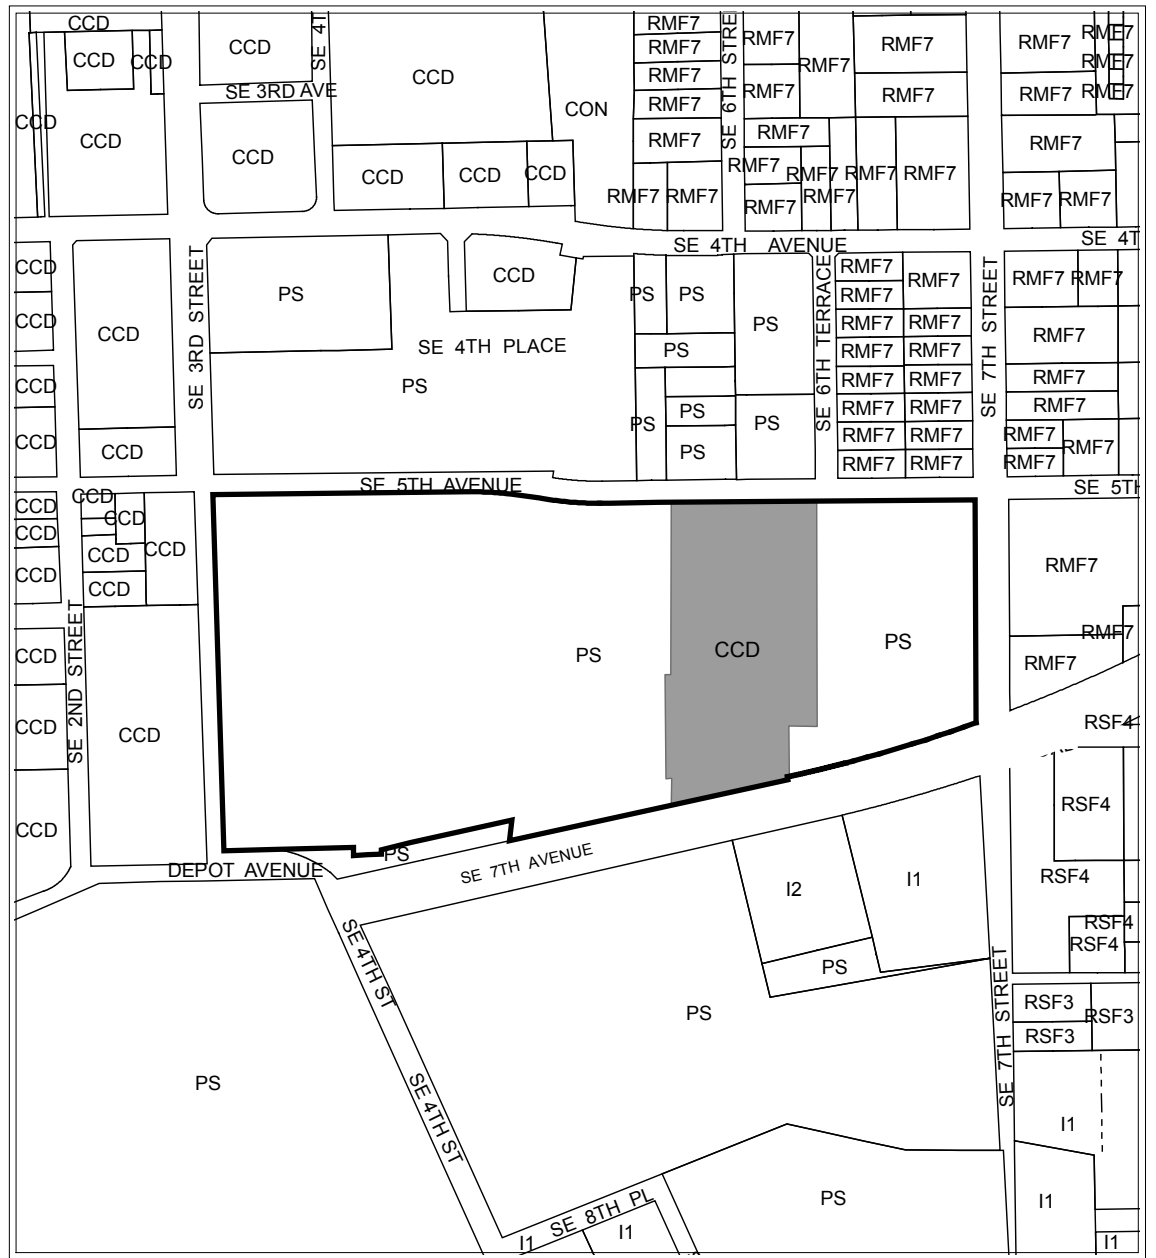 CCD
CCD
CCD
CCD
SE 4T
CCD
CON
RMF7
RMF7
RMF7
RMF7
SE 6TH STRE
RMF7
RMF7
RMF7
RMF7
RMF7
RMF7
RMF7
RMF7
RMF7
RMF7
SE 3RD AVE
CCD
CCD
CCD
CCD
CCD
CCD
RMF7
RMF7
RMF7
RMF7
RMF7
RMF7
RMF7
RMF7
RMF7
RMF7
RMF7
RMF7
RMF7
RMF7
SE 4TH AVENUE
SE 4T
CCD
CCD
CCD
SE 3RD STREET
PS
CCD
PS
PS
PS
SE 6TH TERRACE
RMF7
RMF7
RMF7
SE 7TH STREET
RMF7
RMF7
RMF7
RMF7
RMF7
SE 4TH PLACE
PS
PS
RMF7
RMF7
RMF7
RMF7
RMF7
RMF7
CCD
CCD
CCD
PS
PS
PS
PS
RMF7
RMF7
RMF7
RMF7
RMF7
RMF7
RMF7
RMF7
RMF7
SE 5TH AVENUE
SE 5TH
CCD
CCD
CCD
CCD
CCD
CCD
CCD
CCD
RMF7
SE 2ND STREET
CCD
CCD
CCD
CCD
PS
CCD
PS
RMF7
RMF7
RSF4
PS
DEPOT AVENUE
SE 7TH AVENUE
I2
I1
RSF4
RSF4
RSF4
RSF4
SE 4TH ST
PS
PS
SE 7TH STREET
RSF3
RSF3
RSF3
PS
SE 4TH ST
I1
PS
I1
SE 8TH PL
I1
I1
I1